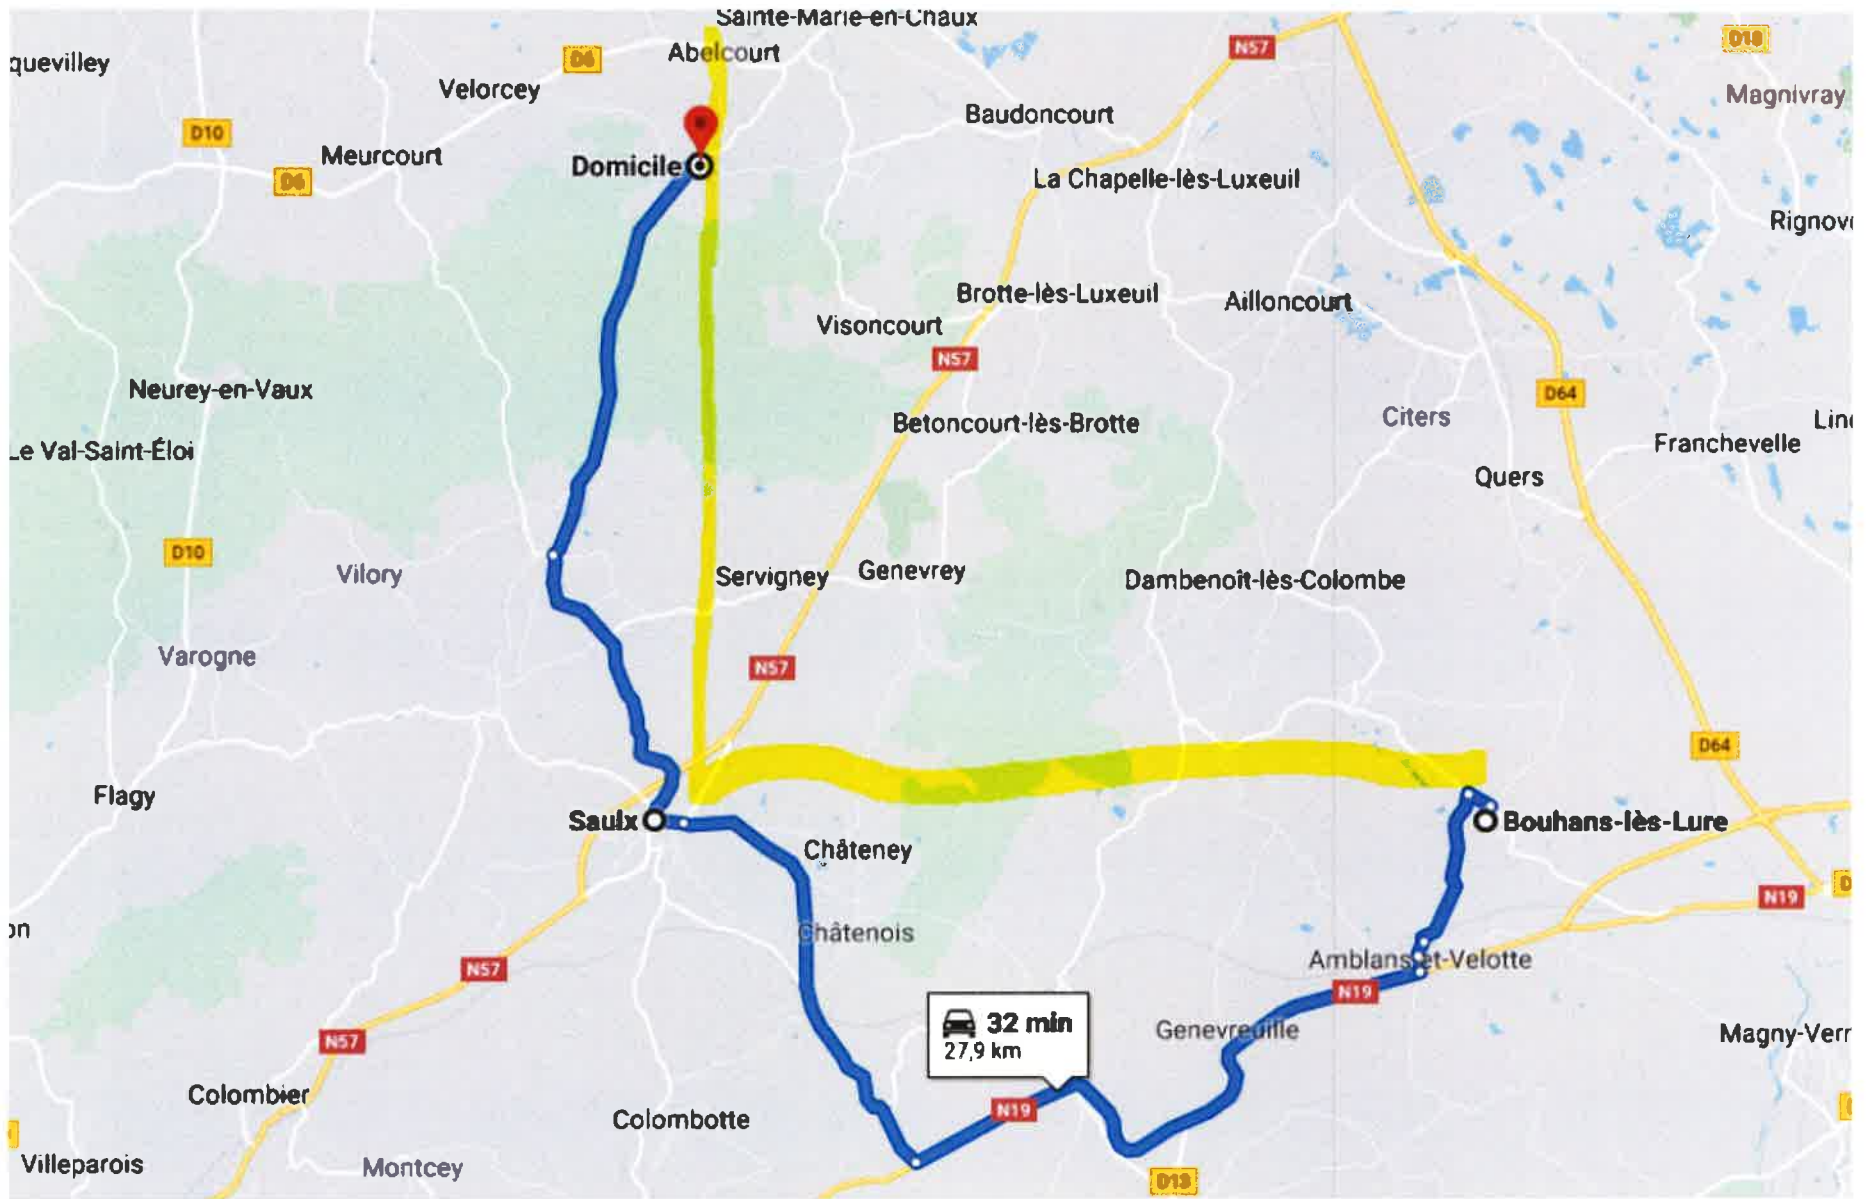 Sainte-Marie-en-Chaux
N57
D18
D6
Abelcourt
quevilley
Velorcey
Magnivray
Baudoncourt
D10
Meurcourt
Domicile
D6
La Chapelle-lès-Luxeuil
Rignov
Brotte-lès-Luxeuil
Ailloncourt
Visoncourt
N57
Neurey-en-Vaux
D64
Betoncourt-lès-Brotte
Citers
Lin
Le Val-Saint-Éloi
Franchevelle
Quers
D10
Vilory
Servigney
Genevrey
Dambenoît-lès-Colombe
Varogne
N57
D64
Flagy
Saulx
Bouhans-lès-Lure
Châteney
D
N19
on
Châtenois
N57
Amblans-et-Velotte
N19
32 min
27,9 km
Genevreuille
N57
Magny-Verr
Colombier
N19
Colombotte
Villeparois
Montcey
D13